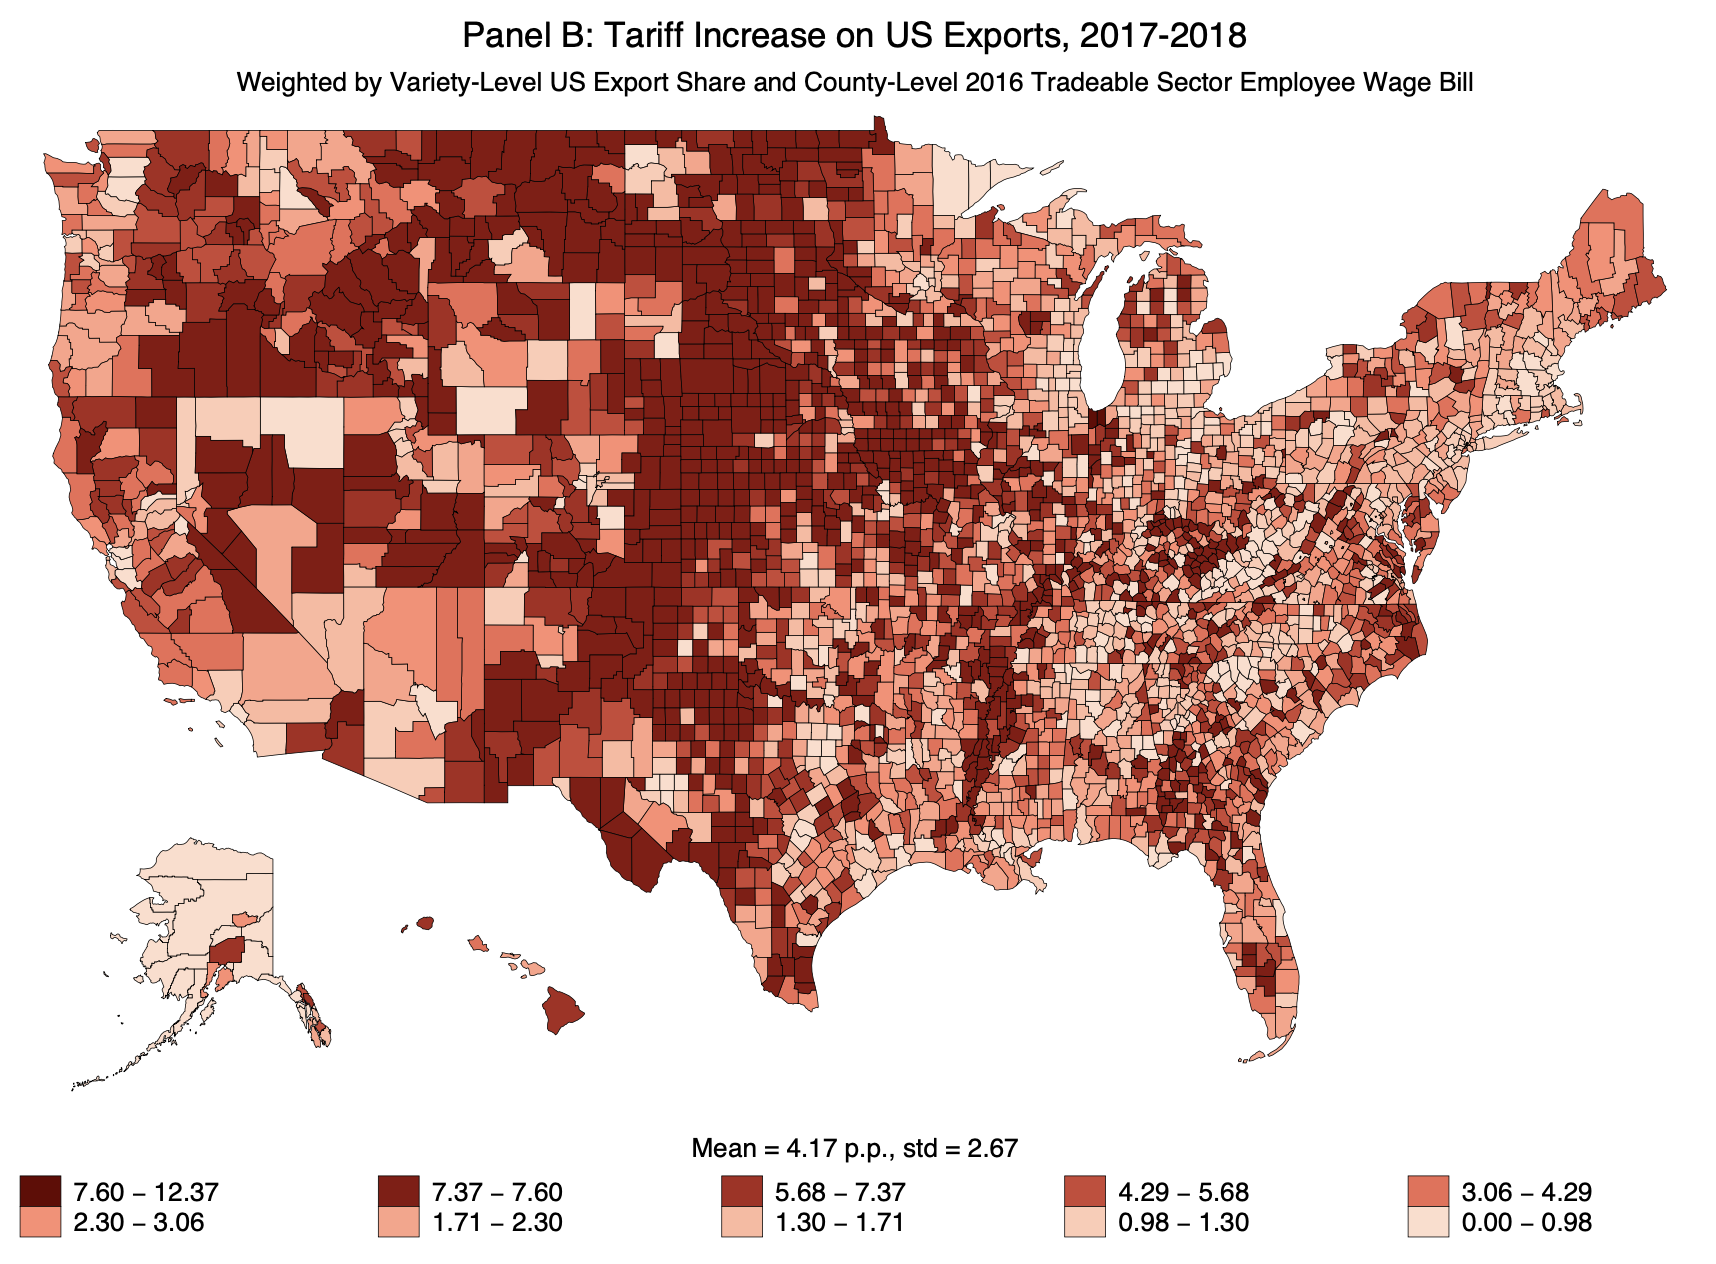 Panel B: Tariff Increase on US Exports, 2017-2018
Weighted by Variety-Level US Export Share and County-Level 2016 Tradeable Sector Employee Wage Bill
Mean = 4.17 p.p., std = 2.67
7.60 – 12.37 7.37 – 7.60 5.68 – 7.37 4.29 – 5.68 3.06 – 4.29
2.30 – 3.06 1.71 – 2.30 1.30 – 1.71 0.98 – 1.30 0.00 – 0.98